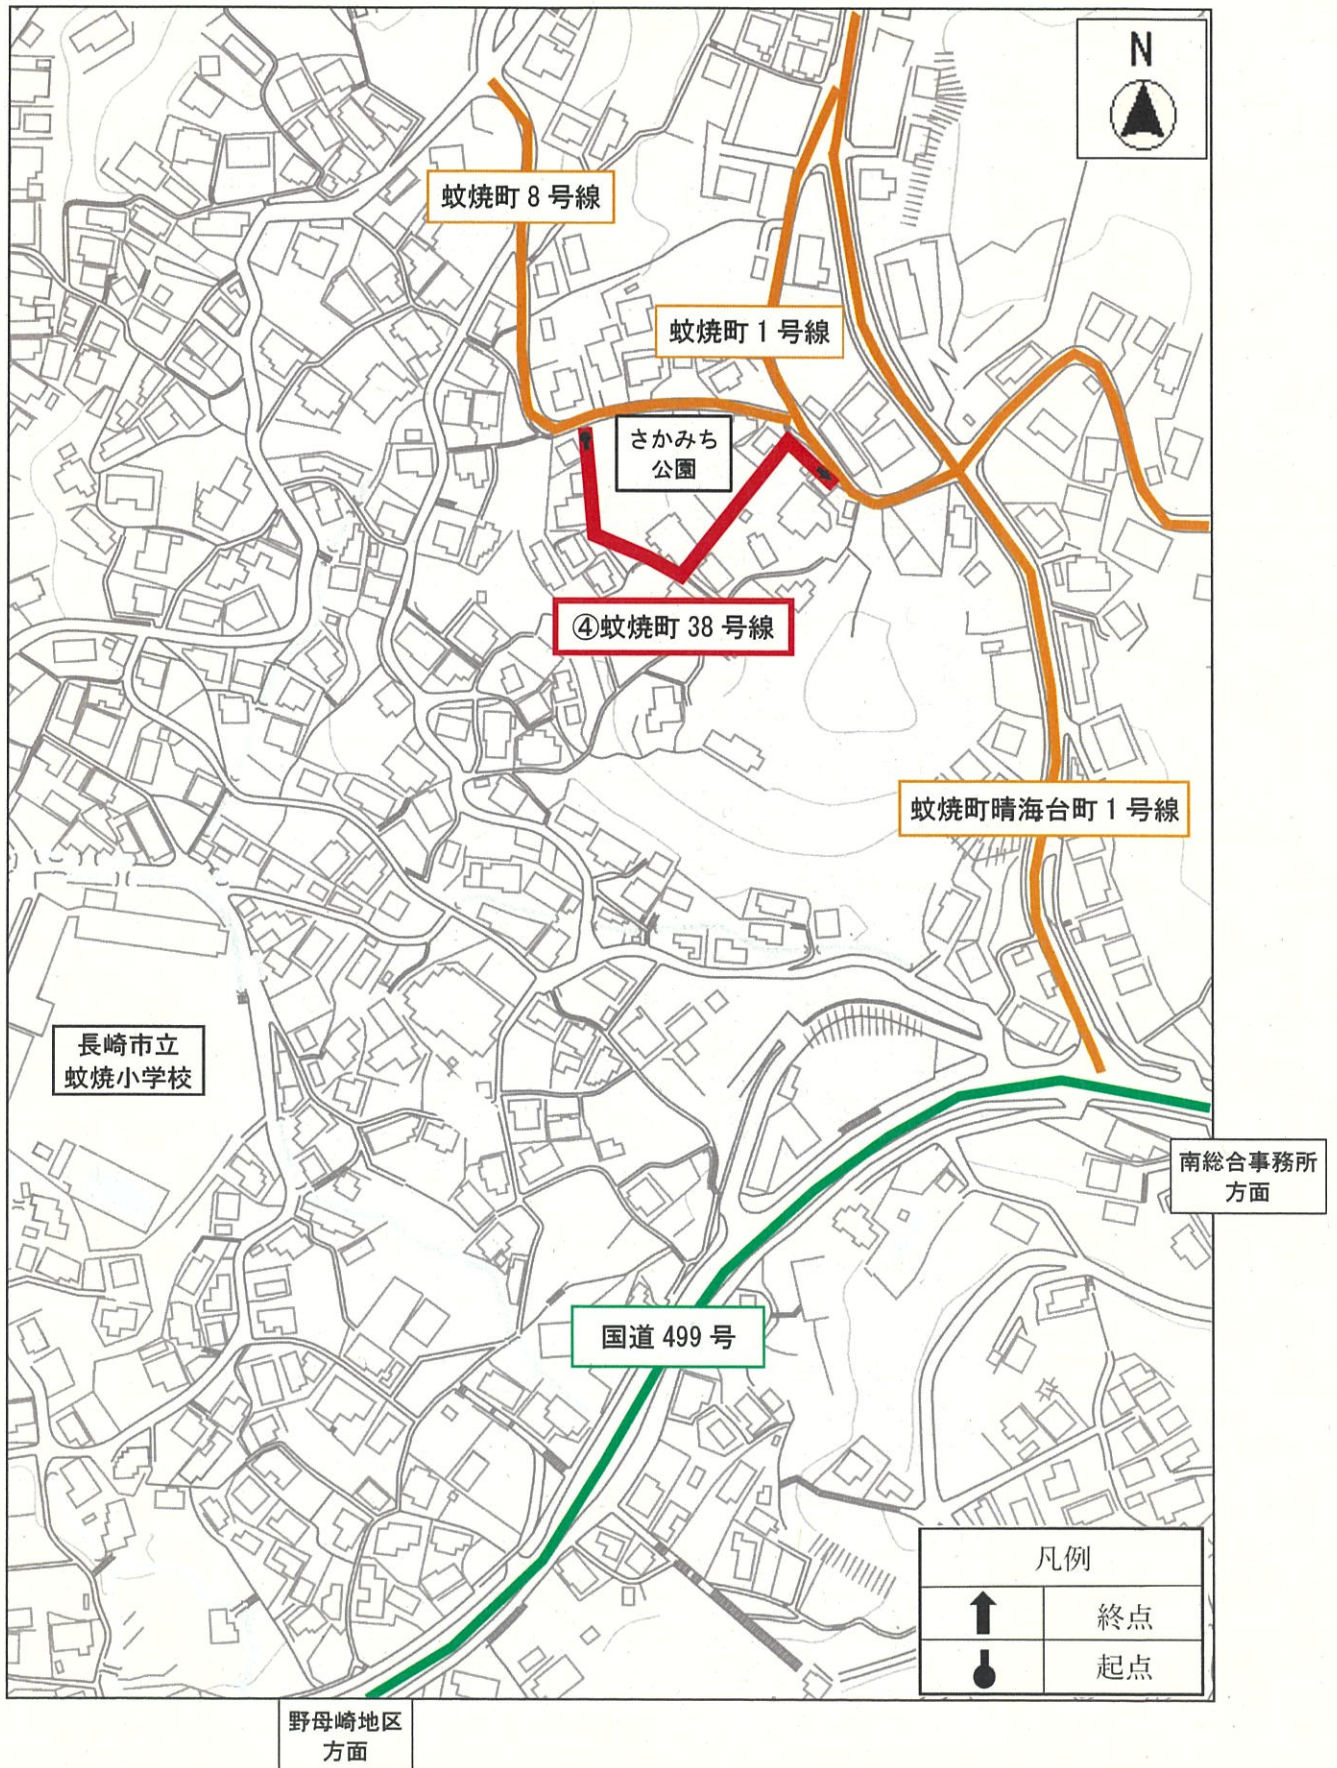 N
蚊焼町 8 号線
蚊焼町 1 号線
さかみち
公園
④蚊焼町 38 号線
蚊焼町晴海台町 1 号線
長崎市立
蚊焼小学校
南総合事務所
方面
国道 499 号
凡例
終点
起点
野母崎地区
方面